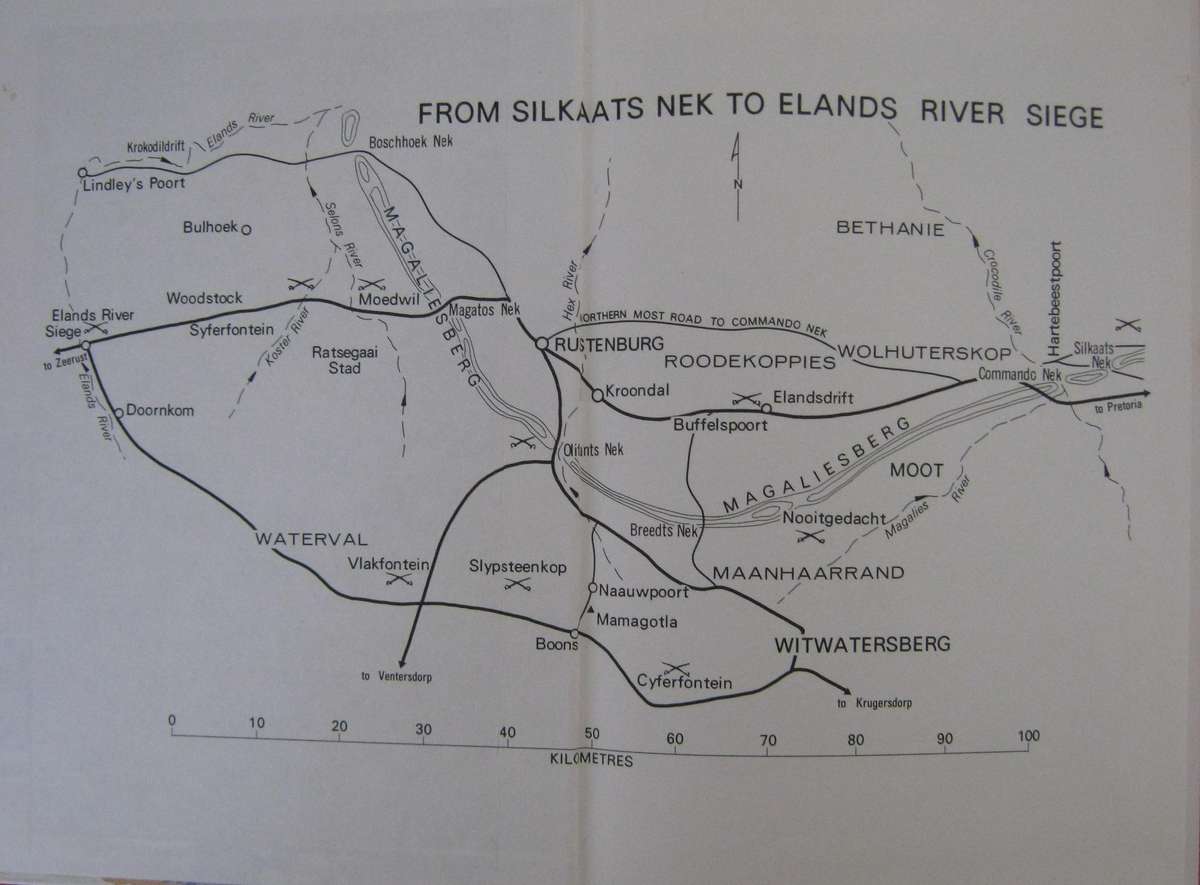 FROM SILKAATS NEK TO ELANDS RIVER SIEGE
Krokodildrift
Elands River
Boschhoek Nek
Lindley's Poort
N
Bulhoek
Selons River
MAGALIESBERG
BETHANIE
Crocodile River
Hartebeestpoort
Hex River
Woodstock
Moedwil
Magatos Nek
Elands River
Siege
Syferfontein
Koster River
to Zeerust
Ratsegaai
Stad
NORTHERN MOST ROAD TO COMMANDO NEK
RUSTENBURG
ROODEKOPPIES
WOLHUTERSKOP
Silkaats
Nek
Commando Nek
to Pretoria
Kroondal
Elandsdrift
Buffelspoort
Elands River
Doornkom
Olifants Nek
MAGALIESBERG
MOOT
Magalies River
Nooitgedacht
Breedts Nek
WATERVAL
Vlakfontein
Slypsteenkop
MAANHAARRAND
Naauwpoort
Mamagotla
Boons
WITWATERSBERG
to Ventersdorp
Cyferfontein
to Krugersdorp
0 10 20 30 40 50 60 70 80 90 100
KILOMETRES